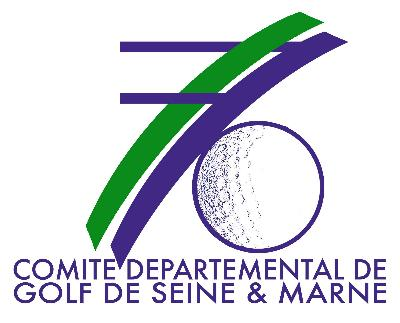 COMITE DEPARTEMENTAL DE
GOLF DE SEINE & MARNE